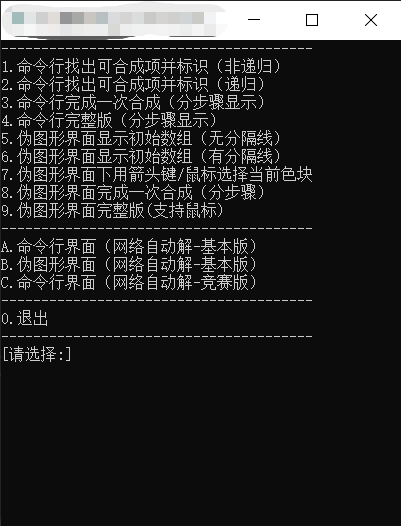 ---------------------------------------
1.命令行找出可合成项并标识（非递归）
2.命令行找出可合成项并标识（递归）
3.命令行完成一次合成（分步骤显示）
4.命令行完整版（分步骤显示）
5.伪图形界面显示初始数组（无分隔线）
6.伪图形界面显示初始数组（有分隔线）
7.伪图形界面下用箭头键/鼠标选择当前色块
8.伪图形界面完成一次合成（分步骤）
9.伪图形界面完整版(支持鼠标)
---------------------------------------
A.命令行界面（网络自动解-基本版）
B.伪图形界面（网络自动解-基本版）
C.命令行界面（网络自动解-竞赛版）
---------------------------------------
0.退出
---------------------------------------
[请选择:]